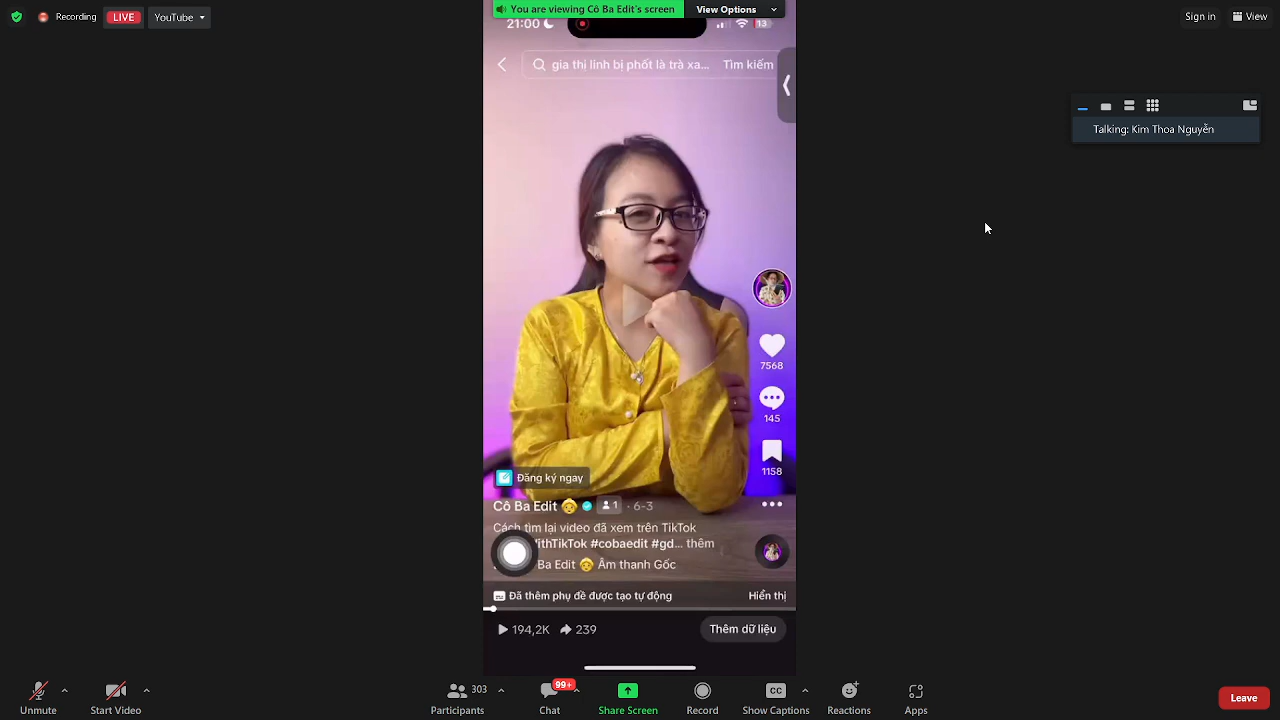 Recording
LIVE
YouTube
You are viewing Cô Ba Edit's screen
View Options
View
21:00
13
gia thị linh bị phốt là trà xa...
Tìm kiếm
Talking: Kim Thoa Nguyễn
7568
145
1158
Đăng ký ngay
Cô Ba Edit
1
· 6-3
Cách tìm lại video đã xem trên TikTok
#cobaedit #gd... thêm
Ba Edit
Âm thanh Gốc
Đã thêm phụ đề được tạo tự động
Hiển thị
194,2K
239
Thêm dữ liệu
Unmute
Start Video
Participants
303
Chat
99+
Share Screen
Record
CC
Show Captions
Reactions
Apps
Leave